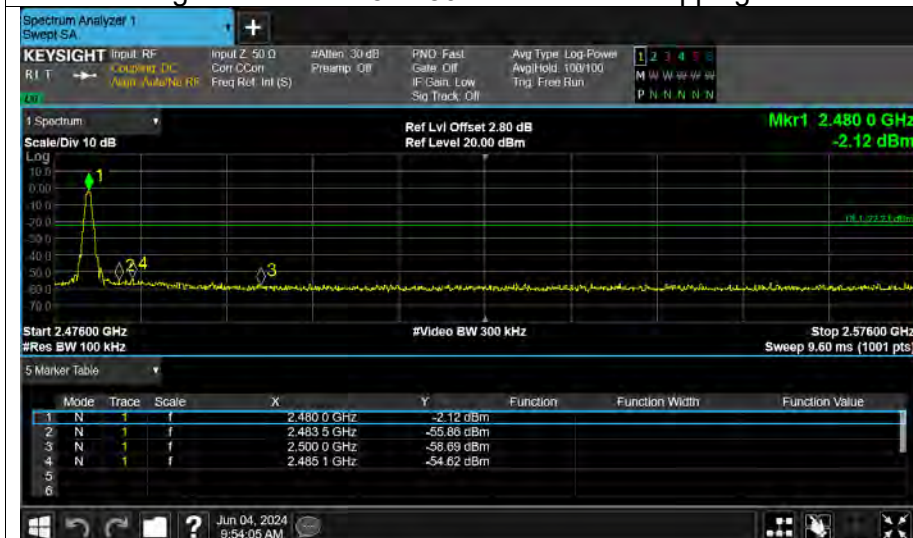 Spectrum Analyzer 1
Swept SA
+
KEYSIGHT Input: RF Input Z: 50 Ω #Atten: 30 dB PNO: Fast Avg Type: Log-Power 1 2 3 4 5 6
RLT Coupling: DC Corr CCorr Preamp: Off Gate: Off Avg|Hold: 100/100 M W W W W W
Align: Auto/No RF Freq Ref: Int (S) IF Gain: Low Trig: Free Run
Sig Track: Off P N N N N N
1 Spectrum
Ref Lvl Offset 2.80 dB Mkr1 2.480 0 GHz
Scale/Div 10 dB Ref Level 20.00 dBm -2.12 dBm
Log
10.0
0.00
-10.0
-20.0
-30.0
-40.0
-50.0
-60.0
-70.0
1
2 4
3
Start 2.47600 GHz #Video BW 300 kHz Stop 2.57600 GHz
#Res BW 100 kHz Sweep 9.60 ms (1001 pts)
5 Marker Table
Mode Trace Scale X Y Function Function Width Function Value
1 N 1 f 2.480 0 GHz -2.12 dBm
2 N 1 f 2.483 5 GHz -55.86 dBm
3 N 1 f 2.500 0 GHz -58.69 dBm
4 N 1 f 2.485 1 GHz -54.62 dBm
5
6
? Jun 04, 2024
9:54:05 AM